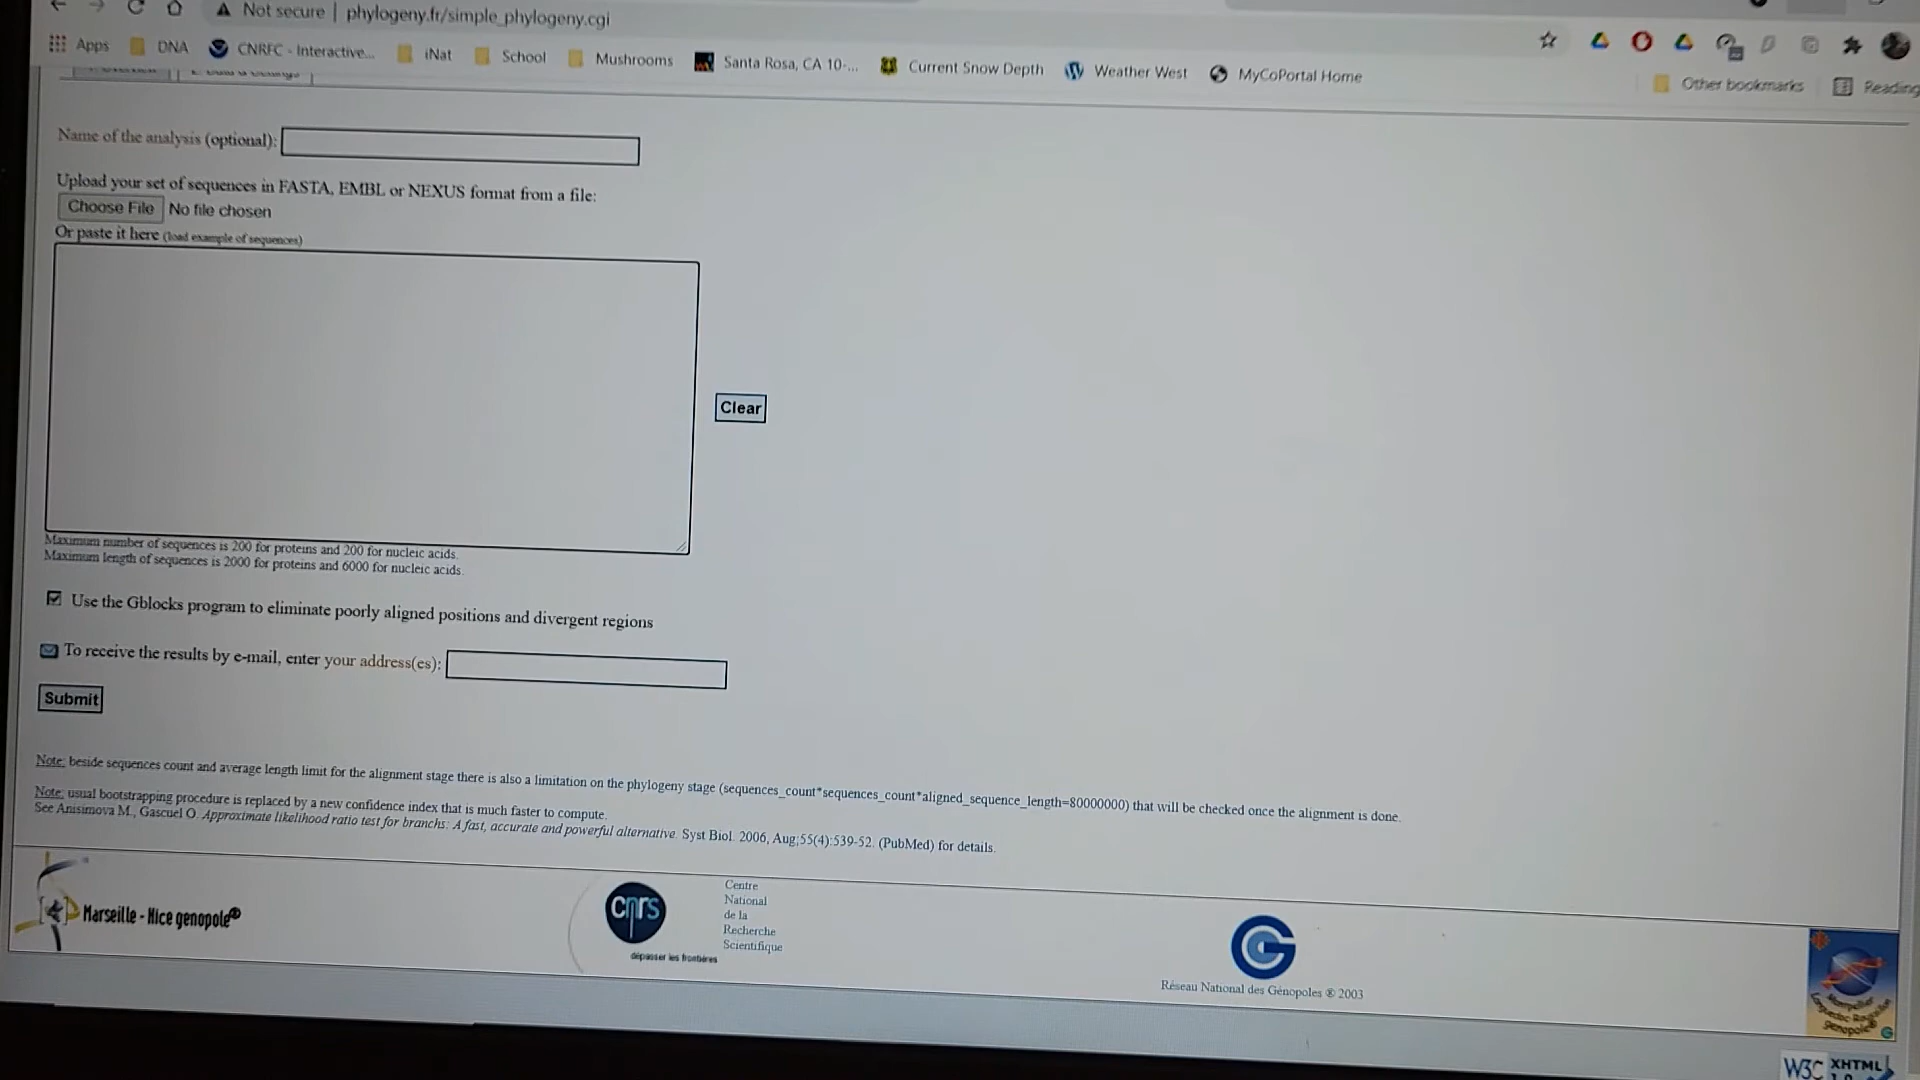 Not secure | phylogeny.fr/simple_phylogeny.cgi
Apps DNA CNRFC - Interactive... iNat School Mushrooms Santa Rosa, CA 10-... Current Snow Depth Weather West MyCoPortal Home
Other bookmarks Reading
Name of the analysis (optional):
Upload your set of sequences in FASTA, EMBL or NEXUS format from a file:
Choose File No file chosen
Or paste it here (load example of sequences)
Clear
Maximum number of sequences is 200 for proteins and 200 for nucleic acids.
Maximum length of sequences is 2000 for proteins and 6000 for nucleic acids.
Use the Gblocks program to eliminate poorly aligned positions and divergent regions
To receive the results by e-mail, enter your address(es):
Submit
Note: beside sequences count and average length limit for the alignment stage there is also a limitation on the phylogeny stage (sequences_count*sequences_count*aligned_sequence_length=80000000) that will be checked once the alignment is done.
Note: usual bootstrapping procedure is replaced by a new confidence index that is much faster to compute.
See Anisimova M., Gascuel O. Approximate likelihood ratio test for branchs: A fast, accurate and powerful alternative. Syst Biol. 2006, Aug;55(4):539-52. (PubMed) for details.
Marseille - Nice genopole®
cnrs
dépasser les frontières
Centre
National
de la
Recherche
Scientifique
Réseau National des Génopoles ® 2003
Montpellier
Languedoc-Roussillon
Genopole
W3C XHTML
1.0